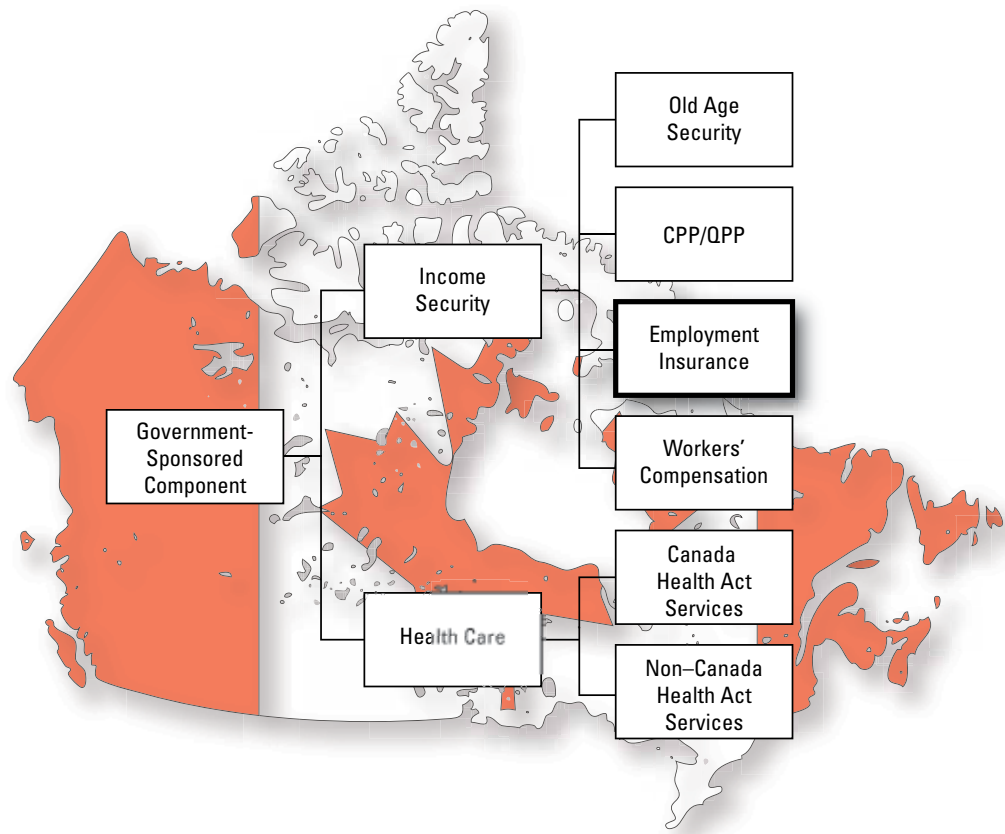 Old Age
Security
CPP/QPP
Income
Security
Employment
Insurance
Government-
Sponsored
Component
Workers’
Compensation
Canada
Health Act
Services
Health Care
Non–Canada
Health Act
Services